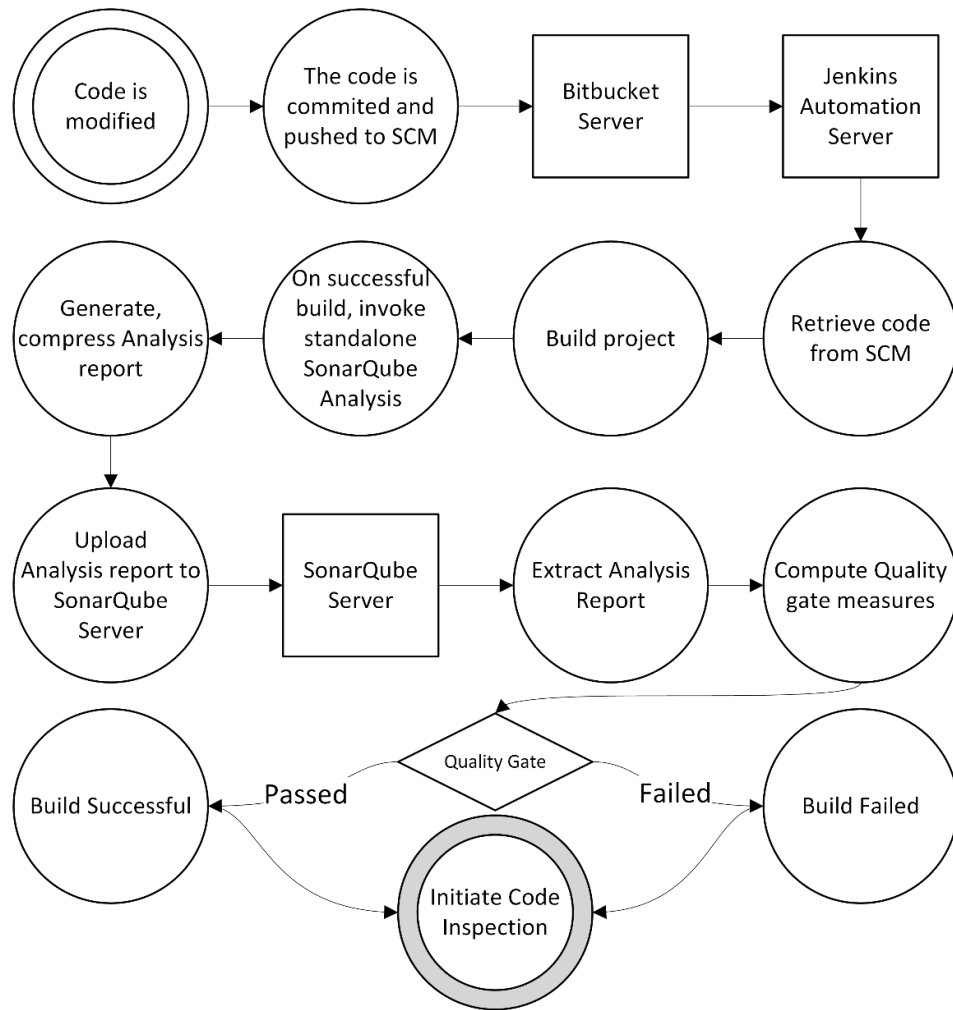 Code is
modified
The code is
commited and
pushed to SCM
Bitbucket
Server
Jenkins
Automation
Server
Generate,
compress Analysis
report
On successful
build, invoke
standalone
SonarQube
Analysis
Build project
Retrieve code
from SCM
Upload
Analysis report to
SonarQube
Server
SonarQube
Server
Extract Analysis
Report
Compute Quality
gate measures
Quality Gate
Passed
Failed
Build Successful
Build Failed
Initiate Code
Inspection